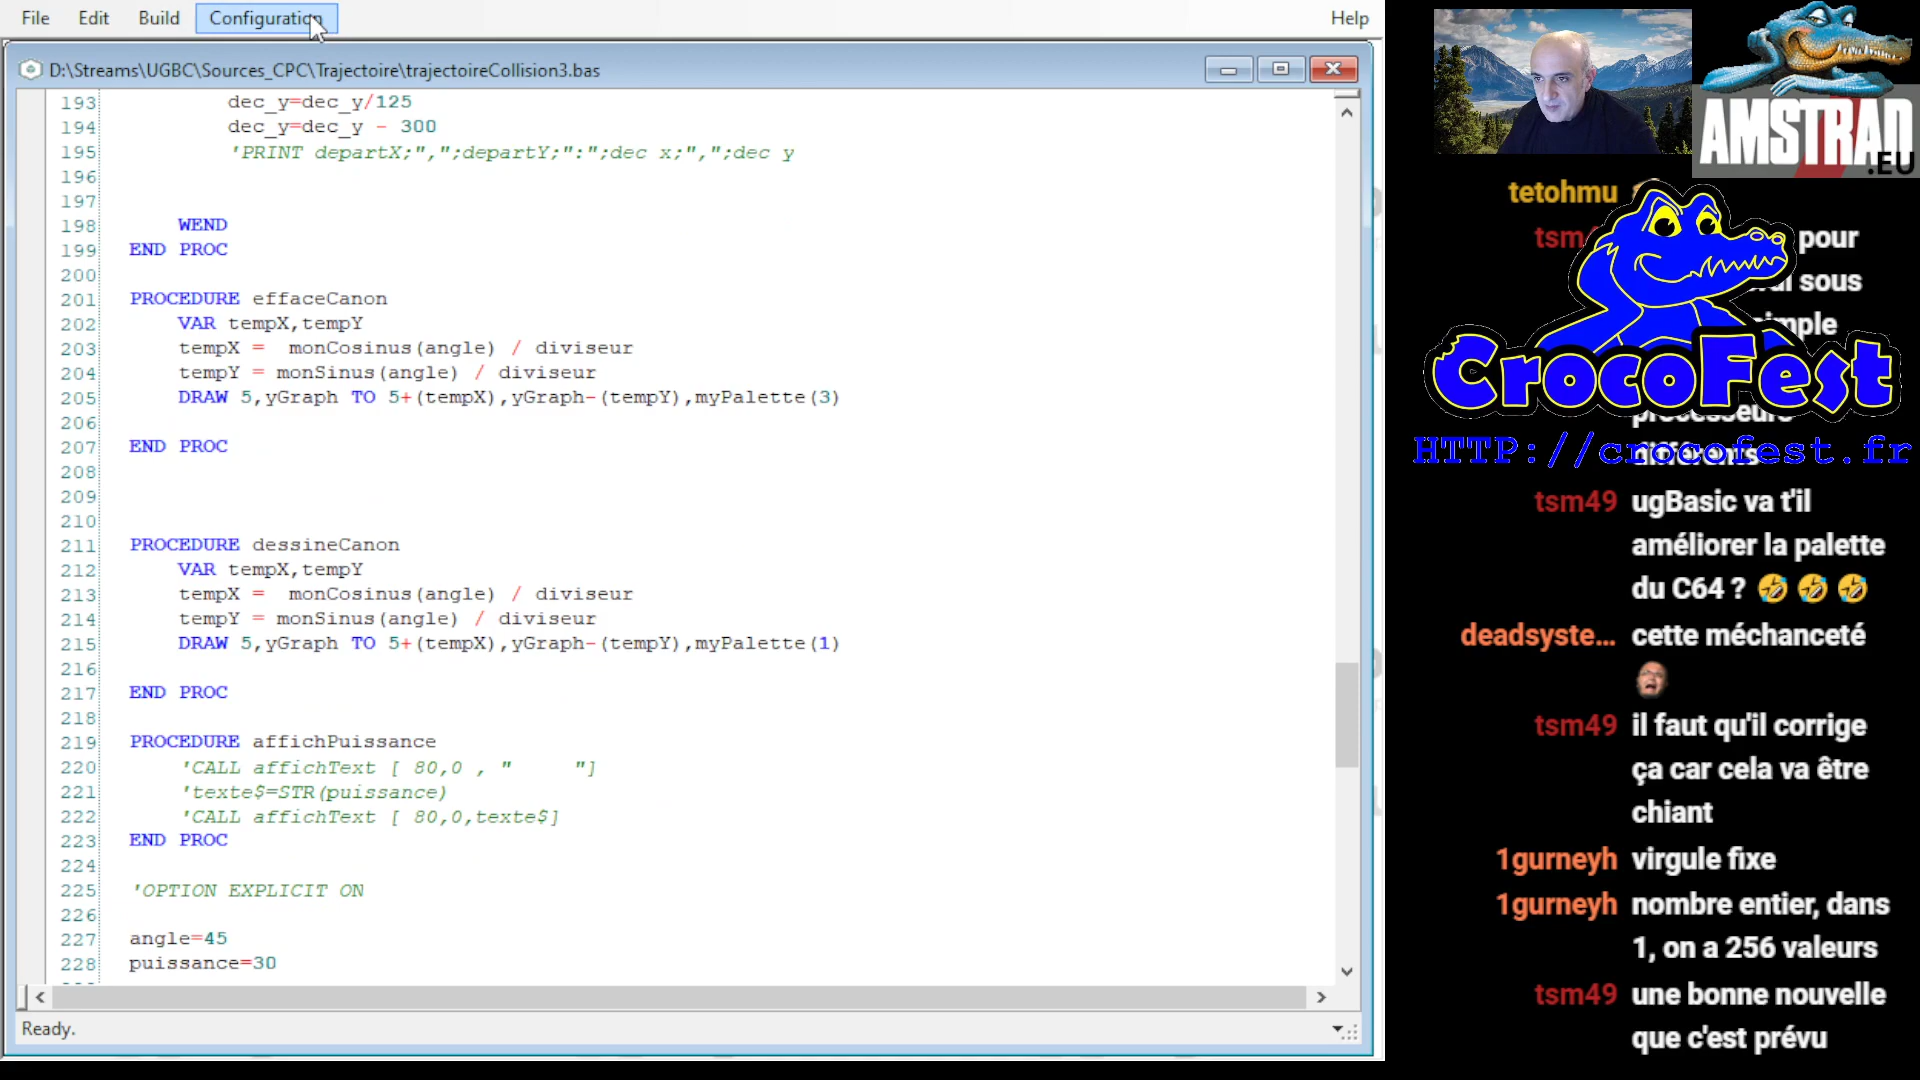 File Edit Build Configuration Help
D:\Streams\UGBC\Sources_CPC\Trajectoire\trajectoireCollision3.bas
193 dec_y=dec_y/125
194 dec_y=dec_y - 300
195 'PRINT departX;",";departY;":";dec x;",";dec y
196
197
198 WEND
199 END PROC
200
201 PROCEDURE effaceCanon
202 VAR tempX,tempY
203 tempX = monCosinus(angle) / diviseur
204 tempY = monSinus(angle) / diviseur
205 DRAW 5,yGraph TO 5+(tempX),yGraph-(tempY),myPalette(3)
206
207 END PROC
208
209
210
211 PROCEDURE dessineCanon
212 VAR tempX,tempY
213 tempX = monCosinus(angle) / diviseur
214 tempY = monSinus(angle) / diviseur
215 DRAW 5,yGraph TO 5+(tempX),yGraph-(tempY),myPalette(1)
216
217 END PROC
218
219 PROCEDURE affichPuissance
220 'CALL affichText [ 80,0 , "     "]
221 'texte$=STR(puissance)
222 'CALL affichText [ 80,0,texte$]
223 END PROC
224
225 'OPTION EXPLICIT ON
226
227 angle=45
228 puissance=30
Ready.
AMSTRAD
.EU
tetohmu
pour
sous
CrocoFest
HTTP://crocofest.fr
différents
tsm49 ugBasic va t'il
améliorer la palette
du C64 ? 🤣 🤣 🤣
deadsyste... cette méchanceté
tsm49 il faut qu'il corrige
ça car cela va être
chiant
1gurneyh virgule fixe
1gurneyh nombre entier, dans
1, on a 256 valeurs
tsm49 une bonne nouvelle
que c'est prévu